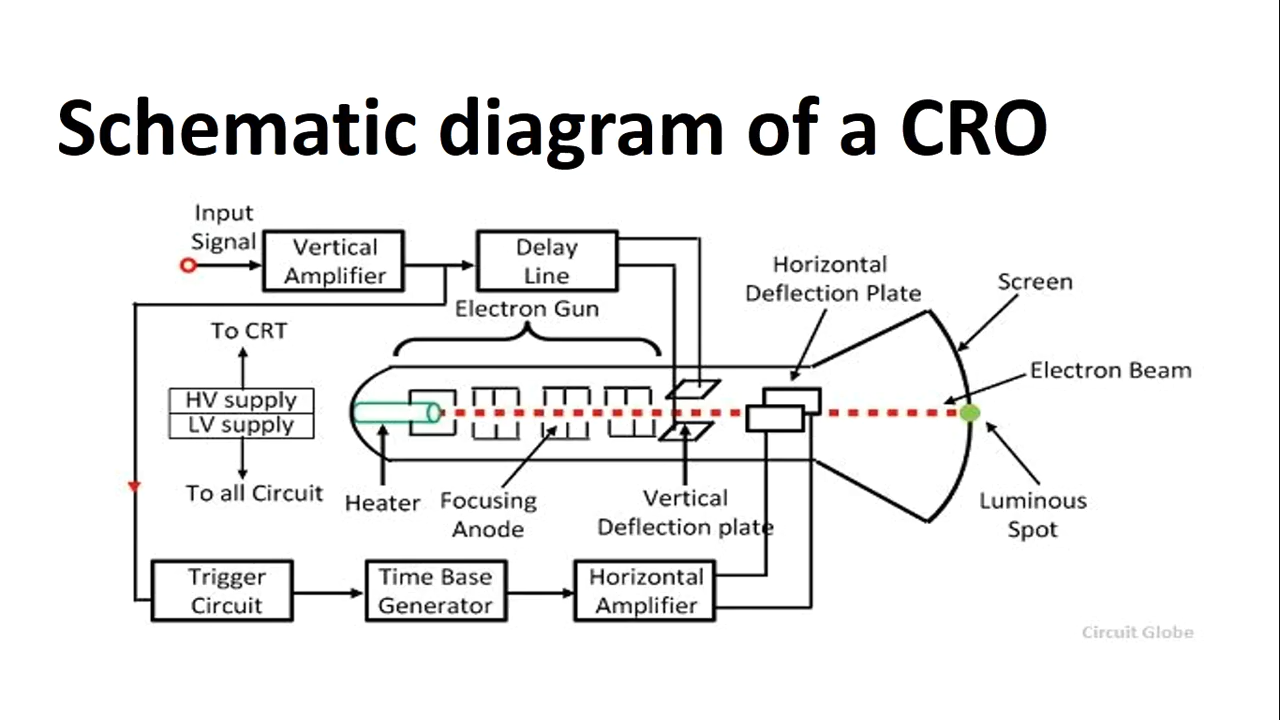 Schematic diagram of a CRO
Input
Signal
Vertical
Amplifier
Delay
Line
Horizontal
Deflection Plate
Screen
Electron Gun
To CRT
Electron Beam
HV supply
LV supply
To all Circuit
Heater
Focusing
Anode
Vertical
Deflection plate
Luminous
Spot
Trigger
Circuit
Time Base
Generator
Horizontal
Amplifier
Circuit Globe